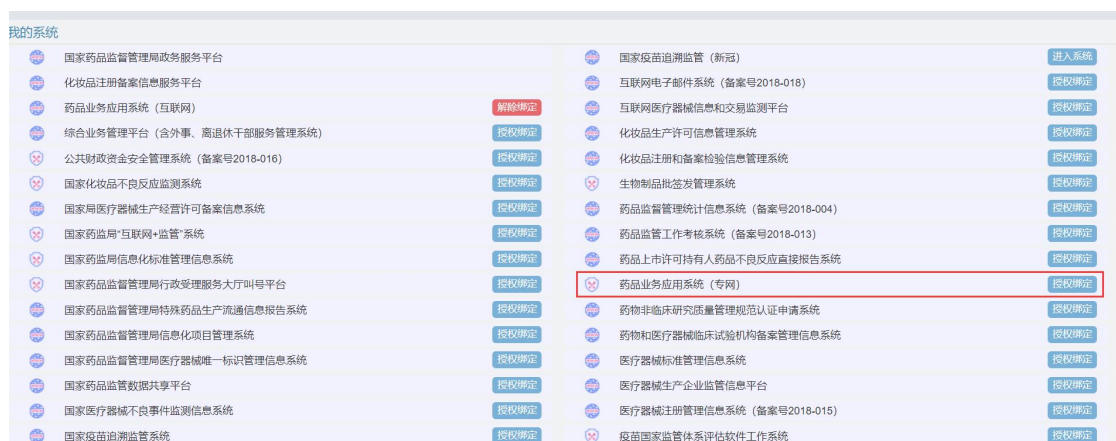 我的系统
国家药品监督管理局政务服务平台
国家疫苗追溯监管（新冠） 进入系统
化妆品注册备案信息服务平台
互联网电子邮件系统（备案号2018-018） 授权绑定
药品业务应用系统（互联网） 解除绑定
互联网医疗器械信息和交易监测平台 授权绑定
综合业务管理平台（含外事、离退休干部服务管理系统） 授权绑定
化妆品生产许可信息管理系统 授权绑定
公共财政资金安全管理系统（备案号2018-016） 授权绑定
化妆品注册和备案检验信息管理系统 授权绑定
国家化妆品不良反应监测系统 授权绑定
生物制品批签发管理系统 授权绑定
国家局医疗器械生产经营许可备案信息系统 授权绑定
药品监督管理统计信息系统（备案号2018-004） 授权绑定
国家药监局“互联网+监管”系统 授权绑定
药品监管工作考核系统（备案号2018-013） 授权绑定
国家药监局信息化标准管理信息系统 授权绑定
药品上市许可持有人药品不良反应直接报告系统 授权绑定
国家药品监督管理局行政受理服务大厅叫号平台 授权绑定
药品业务应用系统（专网） 授权绑定
国家药品监督管理局特殊药品生产流通信息报告系统 授权绑定
药物非临床研究质量管理规范认证申请系统 授权绑定
国家药品监督管理局信息化项目管理系统 授权绑定
药物和医疗器械临床试验机构备案管理信息系统 授权绑定
国家药品监督管理局医疗器械唯一标识管理信息系统 授权绑定
医疗器械标准管理信息系统 授权绑定
国家药品监管数据共享平台 授权绑定
医疗器械生产企业监管信息平台 授权绑定
国家医疗器械不良事件监测信息系统 授权绑定
医疗器械注册管理信息系统（备案号2018-015） 授权绑定
国家疫苗追溯监管系统 授权绑定
疫苗国家监管体系评估软件工作系统 授权绑定